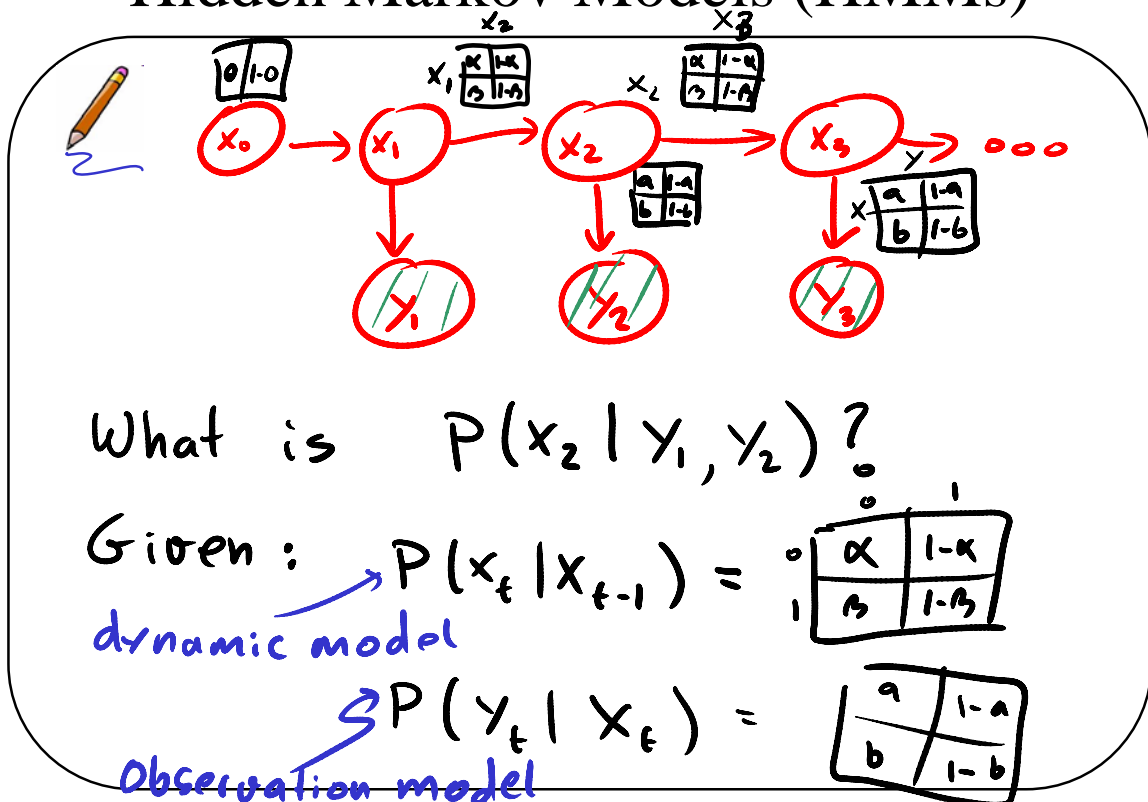 Hidden Markov Models (HMMs)
X₂ X₃
θ 1-θ
X₁ α 1-α
β 1-β
X₂ α 1-α
β 1-β
X₀ X₁ X₂ X₃ ooo
a 1-a
b 1-b
Y
X a 1-a
b 1-b
Y₁ Y₂ Y₃
What is P(X₂ | Y₁, Y₂)?
0 1
Given: P(Xₜ | Xₜ₋₁) = 0 α 1-α
1 β 1-β
dynamic model
P(Yₜ | Xₜ) = a 1-a
b 1-b
Observation model